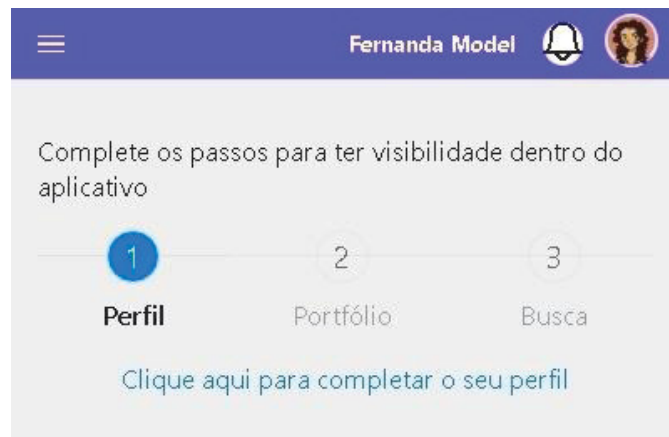 Fernanda Model
Complete os passos para ter visibilidade dentro do
aplicativo
1 2 3
Perfil Portfólio Busca
Clique aqui para completar o seu perfil